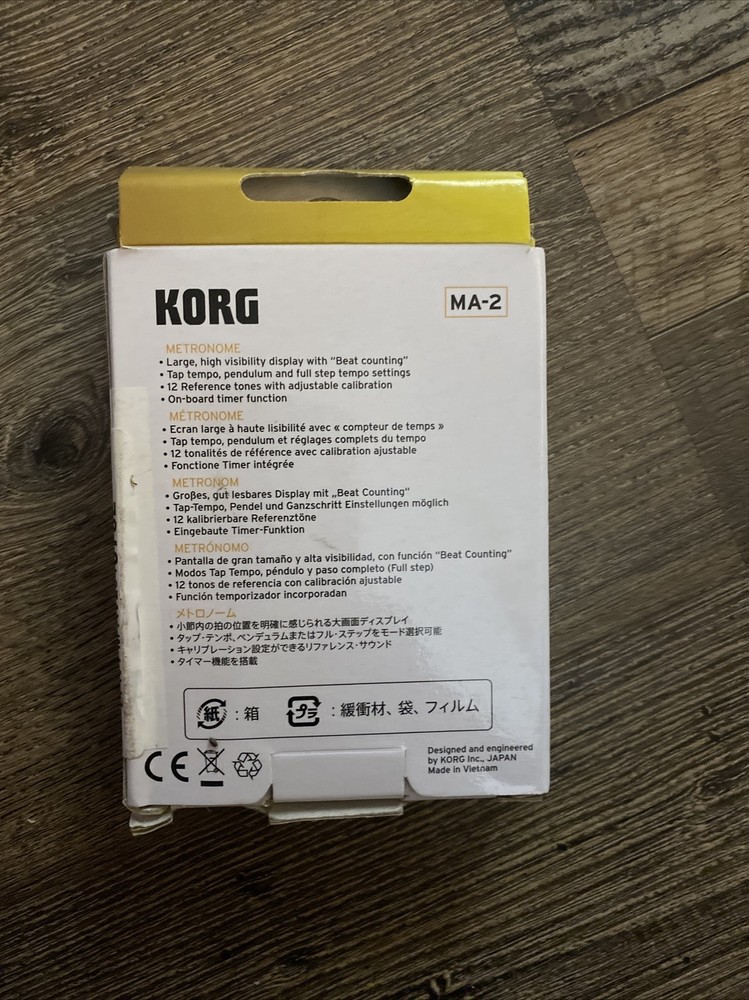 KORG
MA-2
METRONOME
• Large, high visibility display with "Beat counting"
• Tap tempo, pendulum and full step tempo settings
• 12 Reference tones with adjustable calibration
• On-board timer function
MÉTRONOME
• Ecran large à haute lisibilité avec « compteur de temps »
• Tap tempo, pendulum et réglages complets du tempo
• 12 tonalités de référence avec calibration ajustable
• Fonctione Timer intégrée
METRONOM
• Großes, gut lesbares Display mit „Beat Counting"
• Tap-Tempo, Pendel und Ganzschritt Einstellungen möglich
• 12 kalibrierbare Referenztöne
• Eingebaute Timer-Funktion
METRÓNOMO
• Pantalla de gran tamaño y alta visibilidad, con función "Beat Counting"
• Modos Tap Tempo, péndulo y paso completo (Full step)
• 12 tonos de referencia con calibración ajustable
• Función temporizador incorporadan
メトロノーム
• 小節内の拍の位置を明確に感じられる大画面ディスプレイ
• タップ・テンポ、ペンデュラムまたはフル・ステップをモード選択可能
• キャリブレーション設定ができるリファレンス・サウンド
• タイマー機能を搭載
紙 : 箱
プラ : 緩衝材、袋、フィルム
CE
Designed and engineered
by KORG Inc., JAPAN
Made in Vietnam